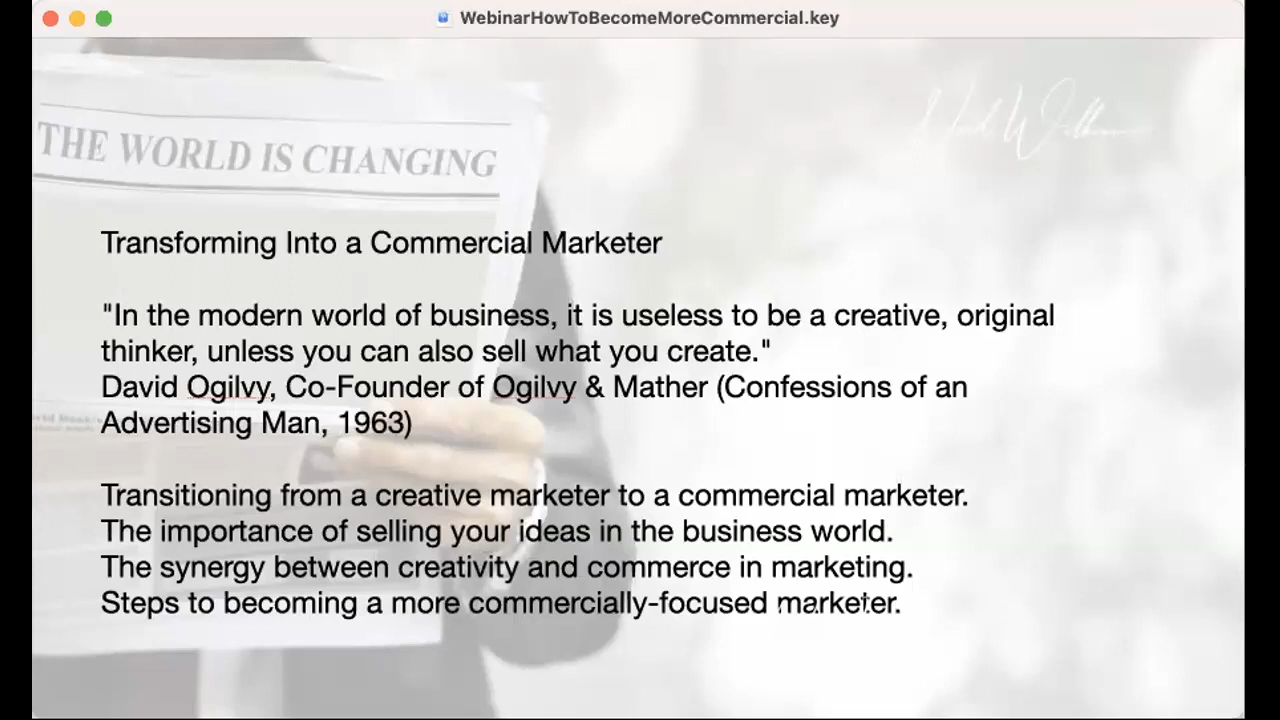 WebinarHowToBecomeMoreCommercial.key
THE WORLD IS CHANGING
Transforming Into a Commercial Marketer
"In the modern world of business, it is useless to be a creative, original
thinker, unless you can also sell what you create."
David Ogilvy, Co-Founder of Ogilvy & Mather (Confessions of an
Advertising Man, 1963)
Transitioning from a creative marketer to a commercial marketer.
The importance of selling your ideas in the business world.
The synergy between creativity and commerce in marketing.
Steps to becoming a more commercially-focused marketer.